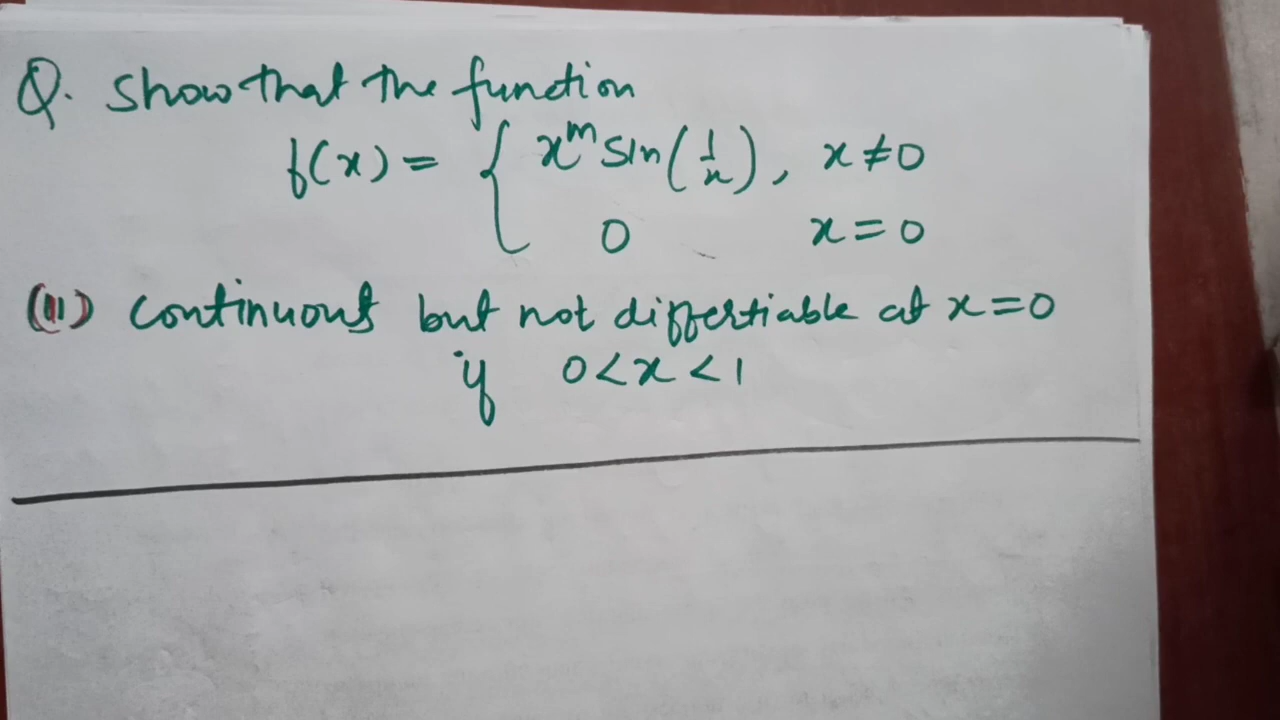 Q. show that the function
f(x) = { x^m sin(1/x), x ≠ 0
0 x = 0
(II) continuous but not differtiable at x = 0
if 0 < x < 1